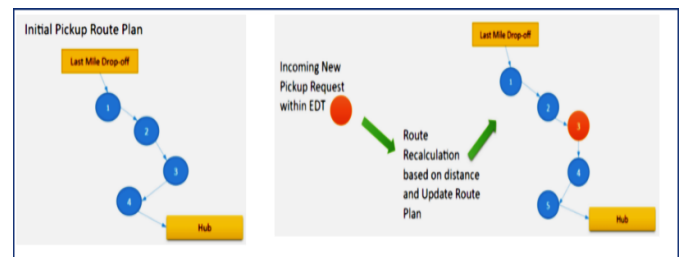 Initial Pickup Route Plan
Last Mile Drop-off
1
2
3
4
Hub
Incoming New
Pickup Request
within EDT
Route
Recalculation
based on distance
and Update Route
Plan
Last Mile Drop-off
1
2
3
4
5
Hub